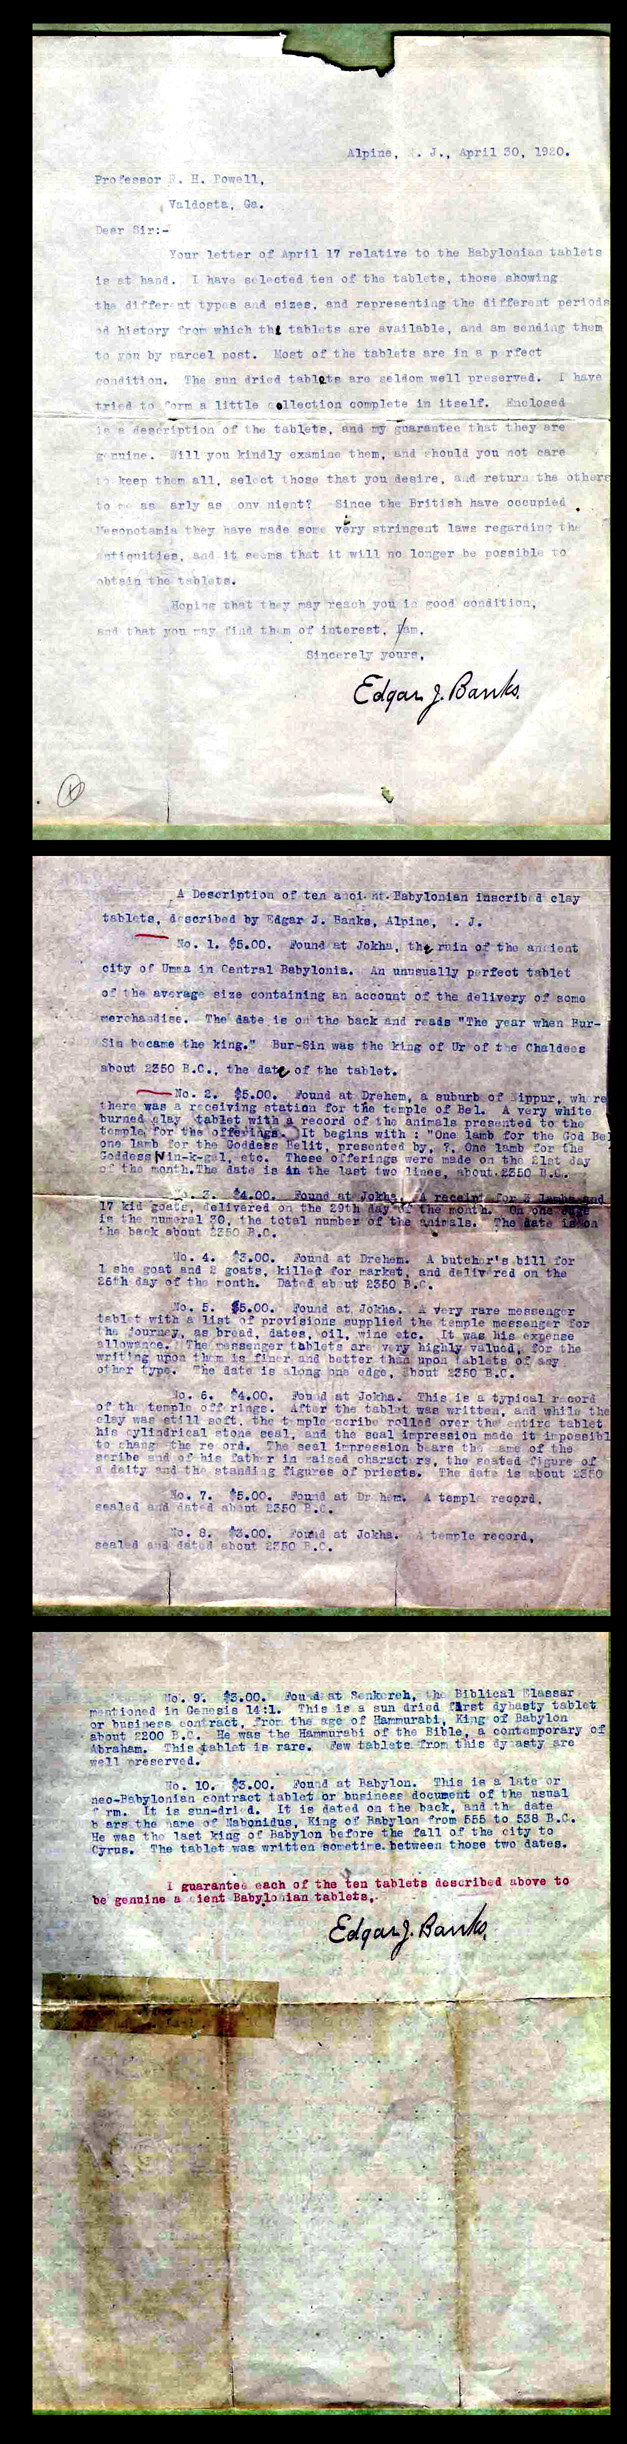 Alpine, . J., April 30, 1920.
Professor R. H. Powell,
Valdosta, Ga.
Dear Sir:-
Your letter of April 17 relative to the Babylonian tablets
is at hand. I have selected ten of the tablets, those showing
the different types and sizes, and representing the different periods
od history from which the tablets are available, and am sending them
to you by parcel post. Most of the tablets are in a p rfect
condition. The sun dried tablets are seldom well preserved. I have
tried to form a little collection complete in itself. Enclosed
is a description of the tablets, and my guarantee that they are
genuine. Will you kindly examine them, and should you not care
to keep them all, select those that you desire, and return the others
to me as arly as conv nient? Since the British have occupied
Mesopotamia they have made some very stringent laws regarding the
antiquities, and it seems that it will no longer be possible to
obtain the tablets.
Hoping that they may reach you in good condition,
and that you may find them of interest, I am,
Sincerely yours,
Edgar J. Banks.
A Description of ten anci nt Babylonian inscribed clay
tablets, described by Edgar J. Banks, Alpine, . J.
No. 1. $5.00. Found at Jokha, the ruin of the ancient
city of Umma in Central Babylonia. An unusually perfect tablet
of the average size containing an account of the delivery of some
merchandise. The date is on the back and reads "The year when Bur-
Sin became the king." Bur-Sin was the king of Ur of the Chaldees
about 2350 B.C., the date of the tablet.
No. 2. $5.00. Found at Drehem, a suburb of Nippur, where
there was a receiving station for the temple of Bel. A very white
burned clay tablet with a record of the animals presented to the
temple, for the offerings. It begins with : "One lamb for the God Bel
one lamb for the Goddess Belit, presented by, ?, One lamb for the
Goddess Nin-k-gal, etc. These offerings were made on the 21st day
of the month. The date is in the last two lines, about 2350 B.C.
No. 3. $4.00. Found at Jokha. A receipt for 3 lambs and
17 kid goats, delivered on the 29th day of the month. On one edge
is the numeral 30, the total number of the animals. The date is on
the back about 2350 B.C.
No. 4. $3.00. Found at Drehem. A butcher's bill for
1 she goat and 2 goats, killed for market, and delivered on the
26th day of the month. Dated about 2350 B.C.
No. 5. $5.00. Found at Jokha. A very rare messenger
tablet with a list of provisions supplied the temple messenger for
the journey, as bread, dates, oil, wine etc. It was his expense
allowance. The messenger tablets are very highly valued, for the
writing upon them is finer and better than upon tablets of any
other type. The date is along one edge, about 2350 B.C.
No. 6. $4.00. Found at Jokha. This is a typical record
of the temple offerings. After the tablet was written, and while the
clay was still soft, the temple scribe rolled over the entire tablet
his cylindrical stone seal, and the seal impression made it impossibl
to change the record. The seal impression bears the name of the
scribe and of his father in raised characters, the seated figure of
a deity and the standing figures of priests. The date is about 2350
No. 7. $5.00. Found at Dr hem. A temple record,
sealed and dated about 2350 B.C.
No. 8. $3.00. Found at Jokha. A temple record,
sealed and dated about 2350 B.C.
No. 9. $3.00. Found at Senkereh, the Biblical Elassar
mentioned in Genesis 14:1. This is a sun dried first dybasty tablet
or business contract, from the age of Hammurabi, King of Babylon
about 2200 B.C. He was the Hammurabi of the Bible, a contemporary of
Abraham. This tablet is rare. Few tablets from this dynasty are
well preserved.
No. 10. $3.00. Found at Babylon. This is a late or
neo-Babylonian contract tablet or business document of the usual
f rm. It is sun-dried. It is dated on the back, and the date
b ars the name of Nabonidus, King of Babylon from 555 to 538 B.C.
He was the last king of Babylon before the fall of the city to
Cyrus. The tablet was written sometime between those two dates.
I guarantee each of the ten tablets described above to
be genuine a cient Babylonian tablets,.
Edgar J. Banks.